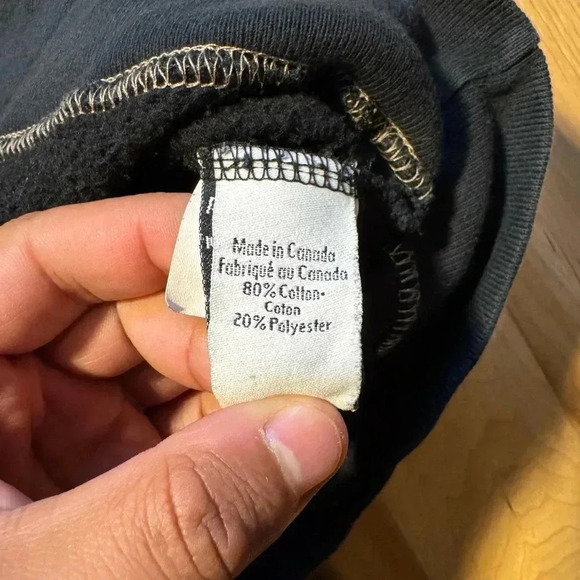 Made in Canada
Fabriqué au Canada
80% Cotton-
Coton
20% Polyester